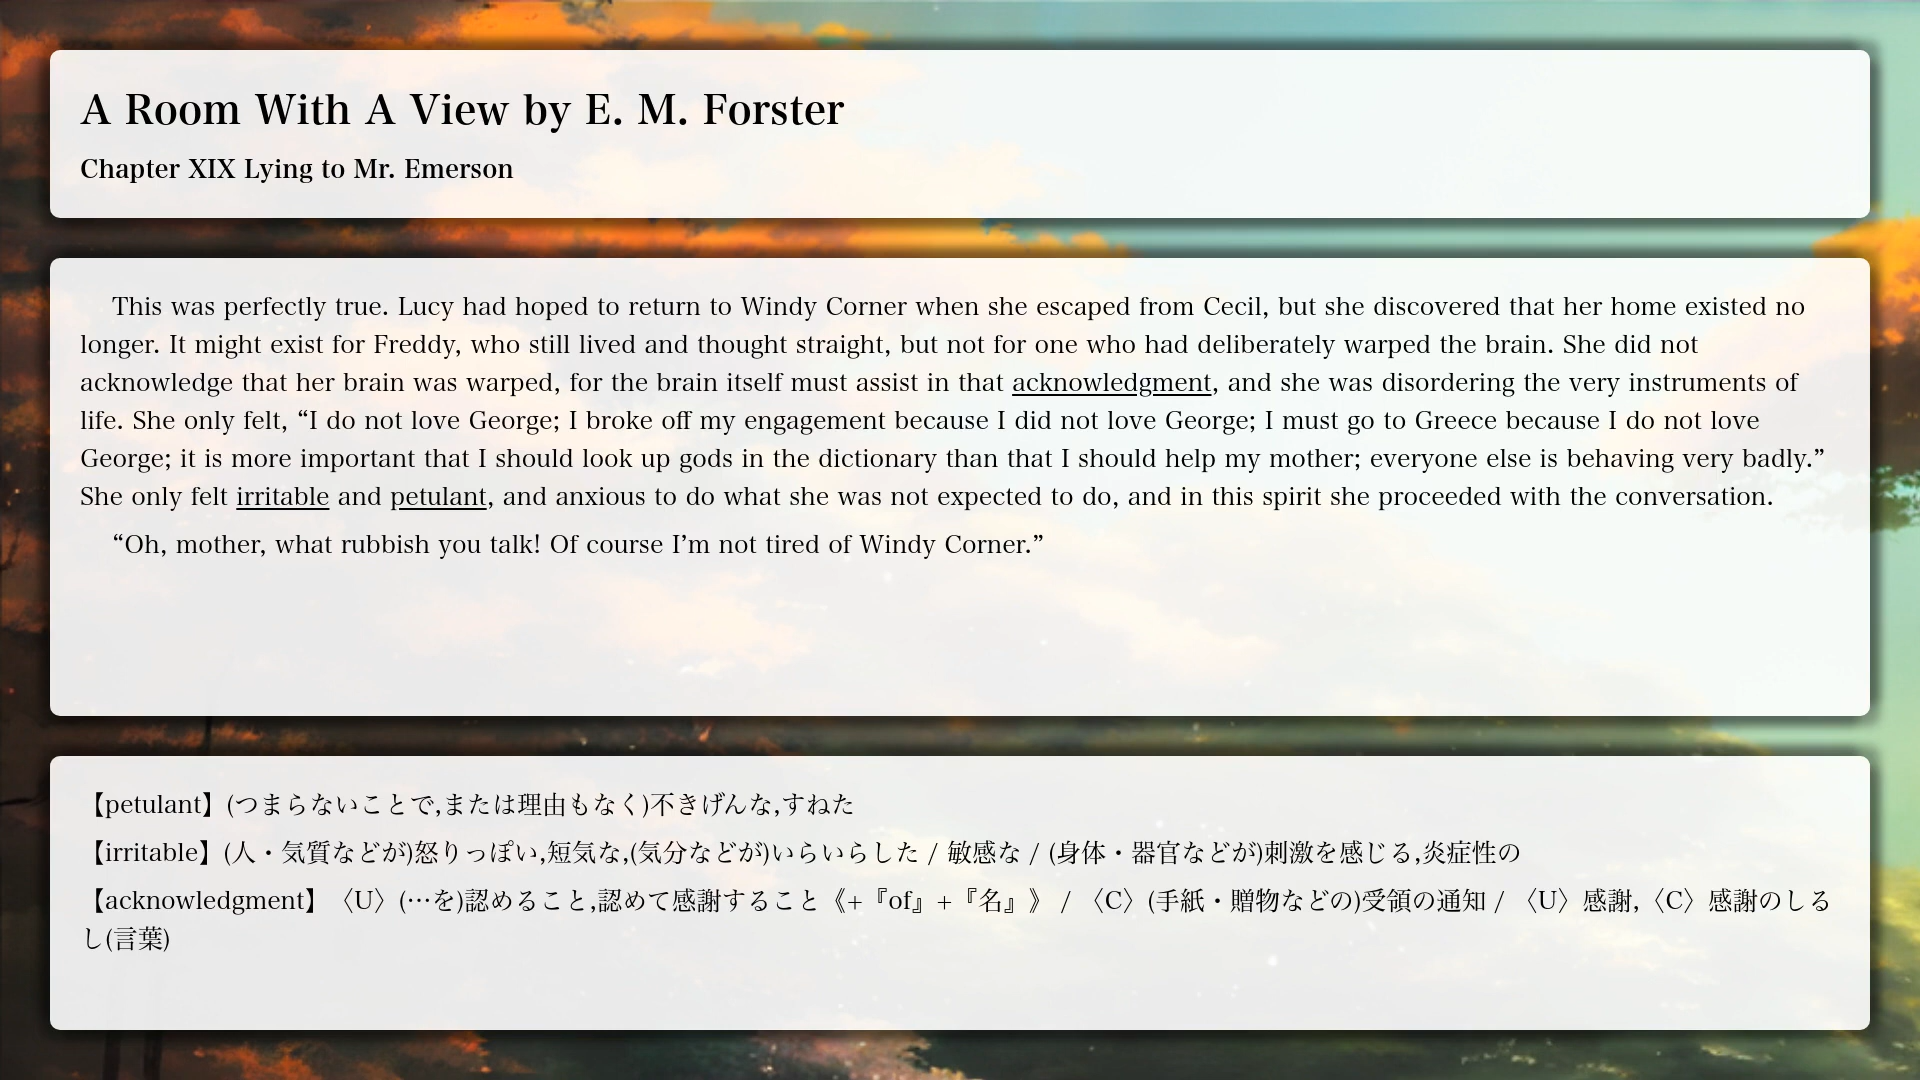 A Room With A View by E. M. Forster
Chapter XIX Lying to Mr. Emerson
This was perfectly true. Lucy had hoped to return to Windy Corner when she escaped from Cecil, but she discovered that her home existed no
longer. It might exist for Freddy, who still lived and thought straight, but not for one who had deliberately warped the brain. She did not
acknowledge that her brain was warped, for the brain itself must assist in that acknowledgment, and she was disordering the very instruments of
life. She only felt, “I do not love George; I broke off my engagement because I did not love George; I must go to Greece because I do not love
George; it is more important that I should look up gods in the dictionary than that I should help my mother; everyone else is behaving very badly.”
She only felt irritable and petulant, and anxious to do what she was not expected to do, and in this spirit she proceeded with the conversation.
“Oh, mother, what rubbish you talk! Of course I’m not tired of Windy Corner.”
【petulant】(つまらないことで,または理由もなく)不きげんな,すねた
【irritable】(人・気質などが)怒りっぽい,短気な,(気分などが)いらいらした / 敏感な / (身体・器官などが)刺激を感じる,炎症性の
【acknowledgment】〈U〉(…を)認めること,認めて感謝すること《+『of』+『名』》 / 〈C〉(手紙・贈物などの)受領の通知 / 〈U〉感謝,〈C〉感謝のしる
し(言葉)